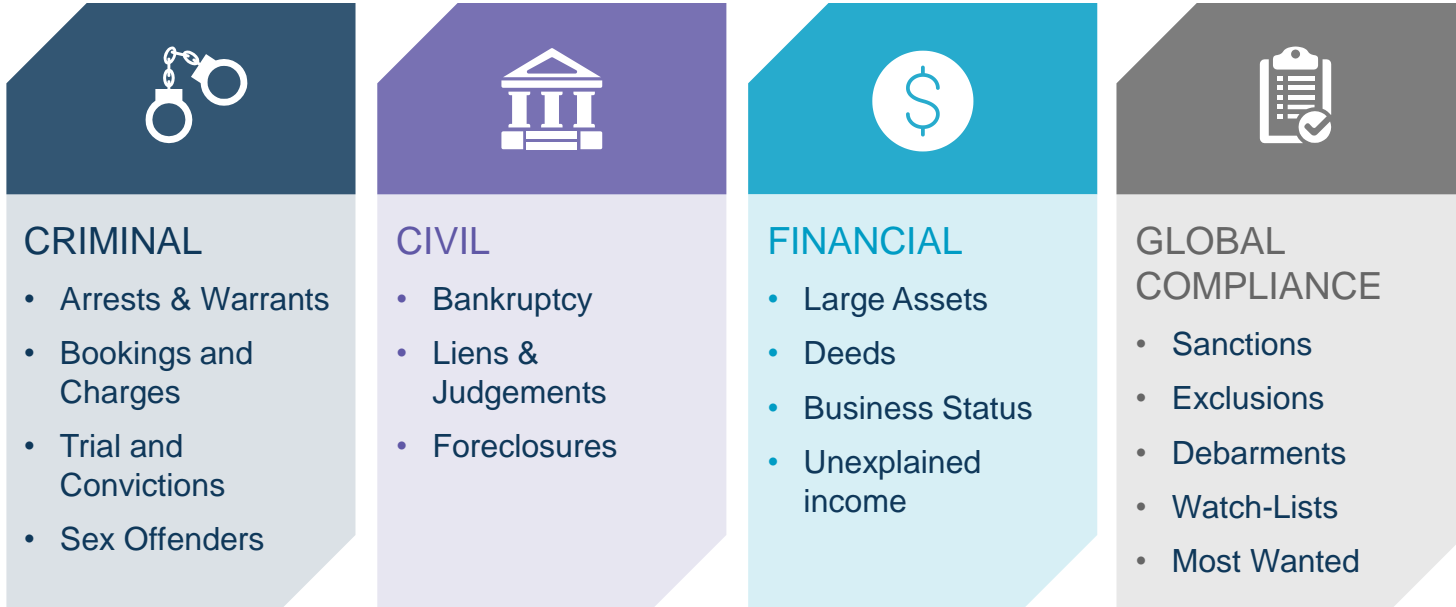 CRIMINAL
• Arrests & Warrants
• Bookings and
Charges
• Trial and
Convictions
• Sex Offenders
CIVIL
• Bankruptcy
• Liens &
Judgements
• Foreclosures
FINANCIAL
• Large Assets
• Deeds
• Business Status
• Unexplained
income
GLOBAL
COMPLIANCE
• Sanctions
• Exclusions
• Debarments
• Watch-Lists
• Most Wanted